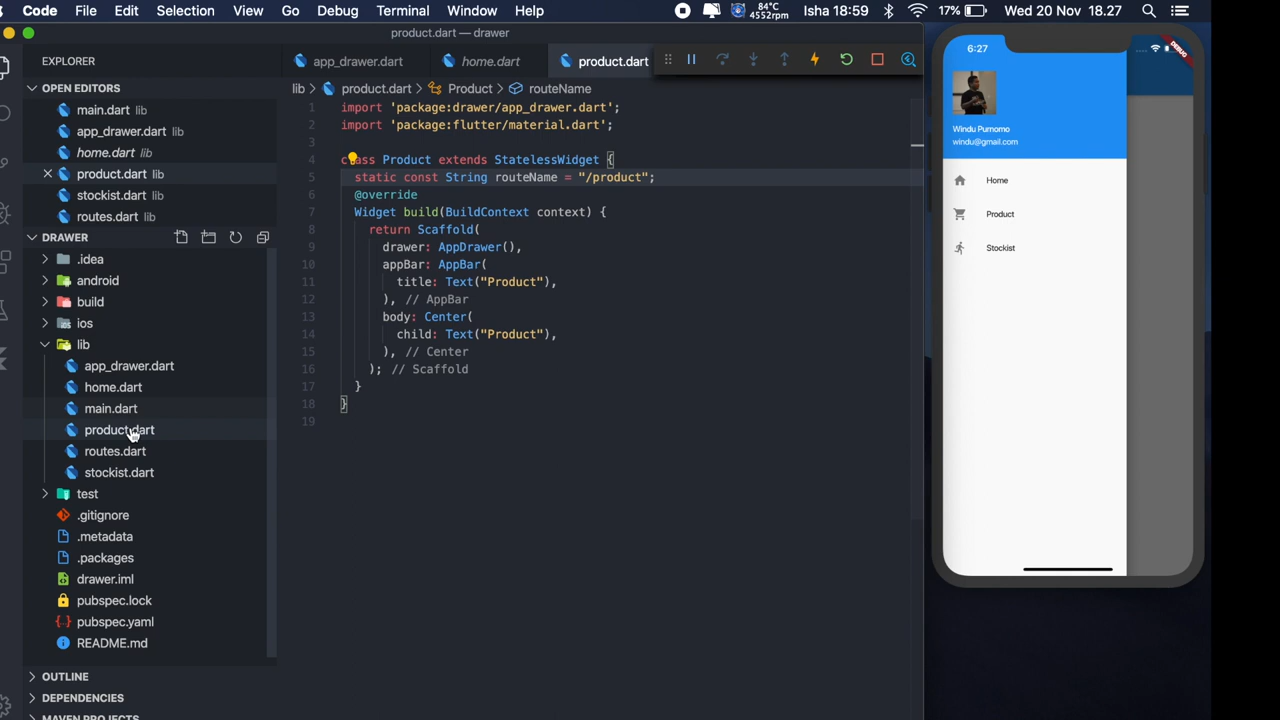 Code File Edit Selection View Go Debug Terminal Window Help
84°C
4552rpm
Isha 18:59
17%
Wed 20 Nov 18.27
product.dart — drawer
EXPLORER
OPEN EDITORS
main.dart lib
app_drawer.dart lib
home.dart lib
product.dart lib
stockist.dart lib
routes.dart lib
DRAWER
.idea
android
build
ios
lib
app_drawer.dart
home.dart
main.dart
product.dart
routes.dart
stockist.dart
test
.gitignore
.metadata
.packages
drawer.iml
pubspec.lock
pubspec.yaml
README.md
OUTLINE
DEPENDENCIES
MAVEN PROJECTS
app_drawer.dart
home.dart
product.dart
lib > product.dart > Product > routeName
1 import 'package:drawer/app_drawer.dart';
2 import 'package:flutter/material.dart';
3
4 class Product extends StatelessWidget {
5 static const String routeName = "/product";
6 @override
7 Widget build(BuildContext context) {
8 return Scaffold(
9 drawer: AppDrawer(),
10 appBar: AppBar(
11 title: Text("Product"),
12 ), // AppBar
13 body: Center(
14 child: Text("Product"),
15 ), // Center
16 ); // Scaffold
17 }
18 }
19
6:27
DEBUG
Windu Purnomo
windu@gmail.com
Home
Product
Stockist